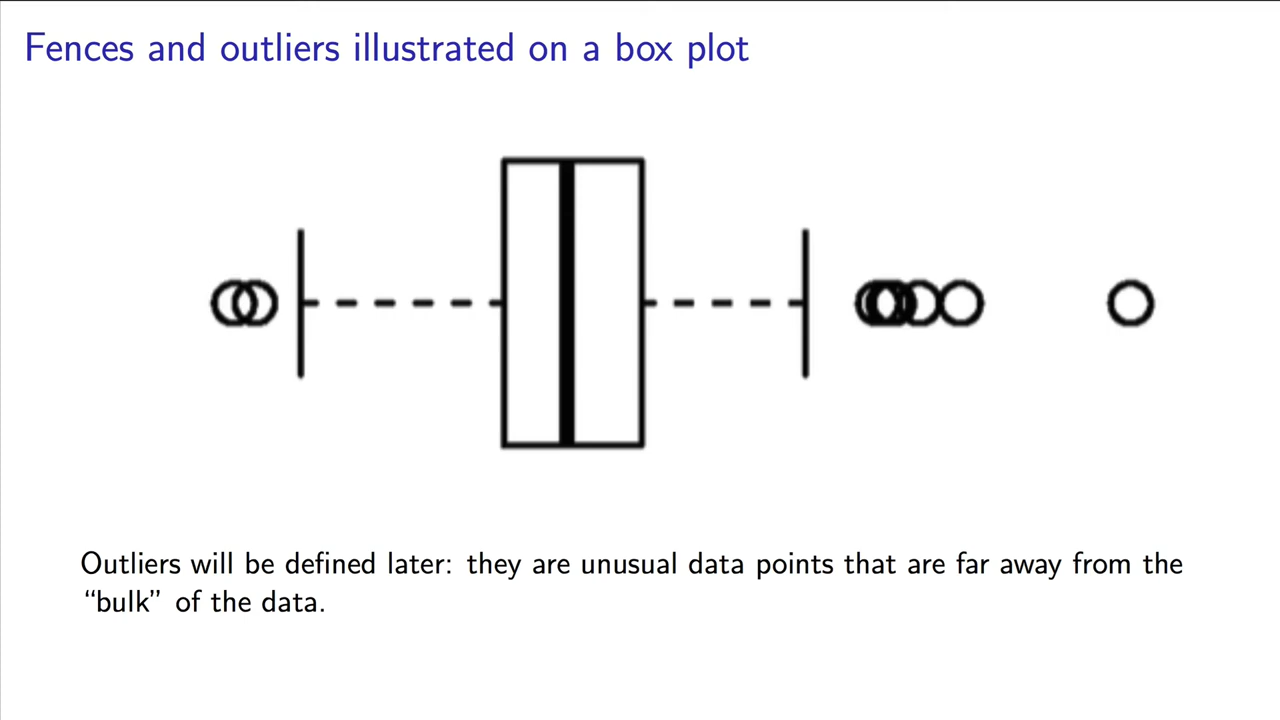 Fences and outliers illustrated on a box plot
Outliers will be defined later: they are unusual data points that are far away from the
“bulk” of the data.